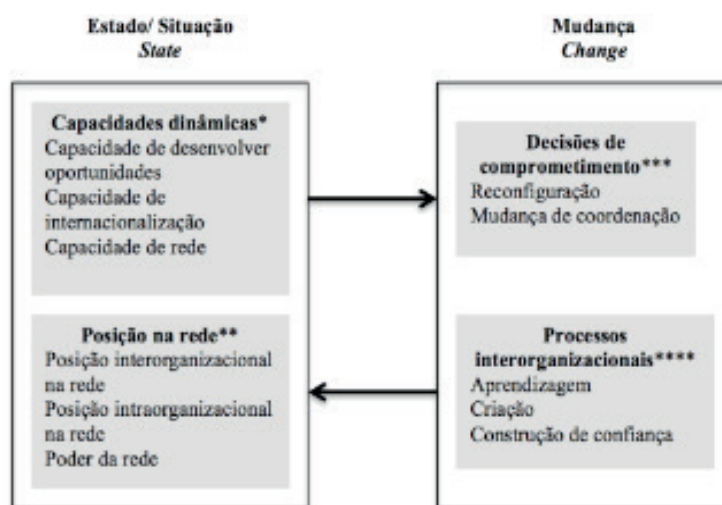 Estado/ Situação
State
Capacidades dinâmicas*
Capacidade de desenvolver
oportunidades
Capacidade de
internacionalização
Capacidade de rede
Posição na rede**
Posição interorganizacional
na rede
Posição intraorganizacional
na rede
Poder da rede
Mudança
Change
Decisões de
comprometimento***
Reconfiguração
Mudança de coordenação
Processos
interorganizacionais****
Aprendizagem
Criação
Construção de confiança